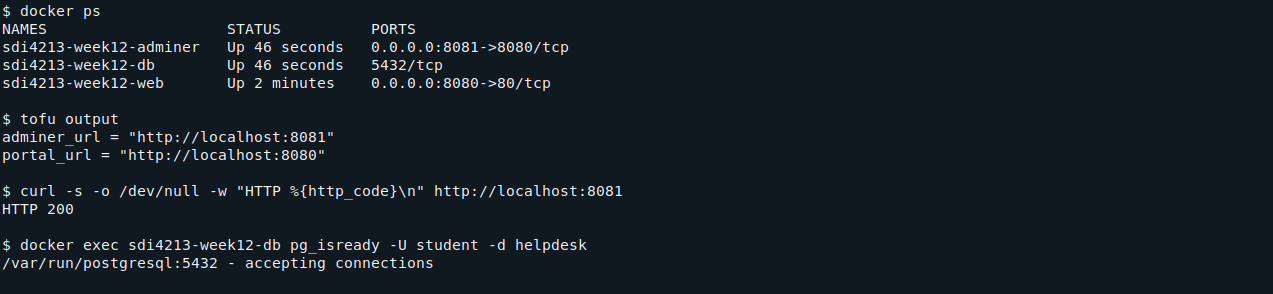 $ docker ps
NAMES                    STATUS          PORTS
sdi4213-week12-adminer   Up 46 seconds   0.0.0.0:8081->8080/tcp
sdi4213-week12-db        Up 46 seconds   5432/tcp
sdi4213-week12-web       Up 2 minutes    0.0.0.0:8080->80/tcp

$ tofu output
adminer_url = "http://localhost:8081"
portal_url = "http://localhost:8080"

$ curl -s -o /dev/null -w "HTTP %{http_code}\n" http://localhost:8081
HTTP 200

$ docker exec sdi4213-week12-db pg_isready -U student -d helpdesk
/var/run/postgresql:5432 - accepting connections